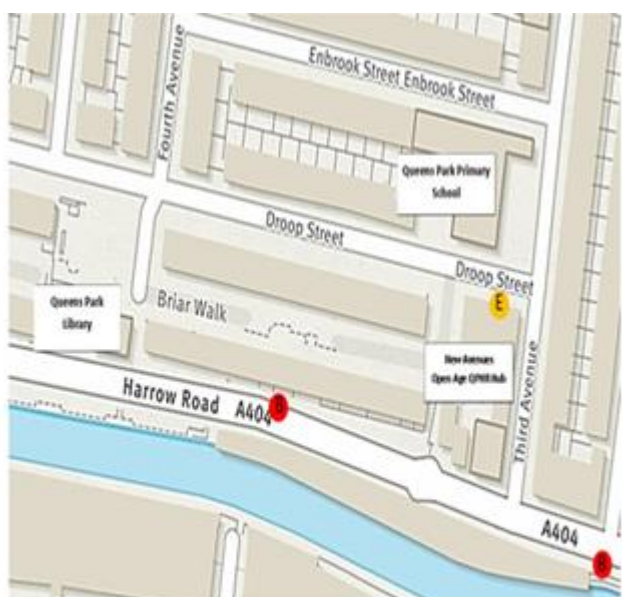 Enbrook Street Enbrook Street
Fourth Avenue
Queens Park Primary
School
Droop Street
Droop Street
E
Queens Park
Library
Briar Walk
New Avenues
Open Age QPHR Hub
Third Avenue
Harrow Road
A404
B
A404
B